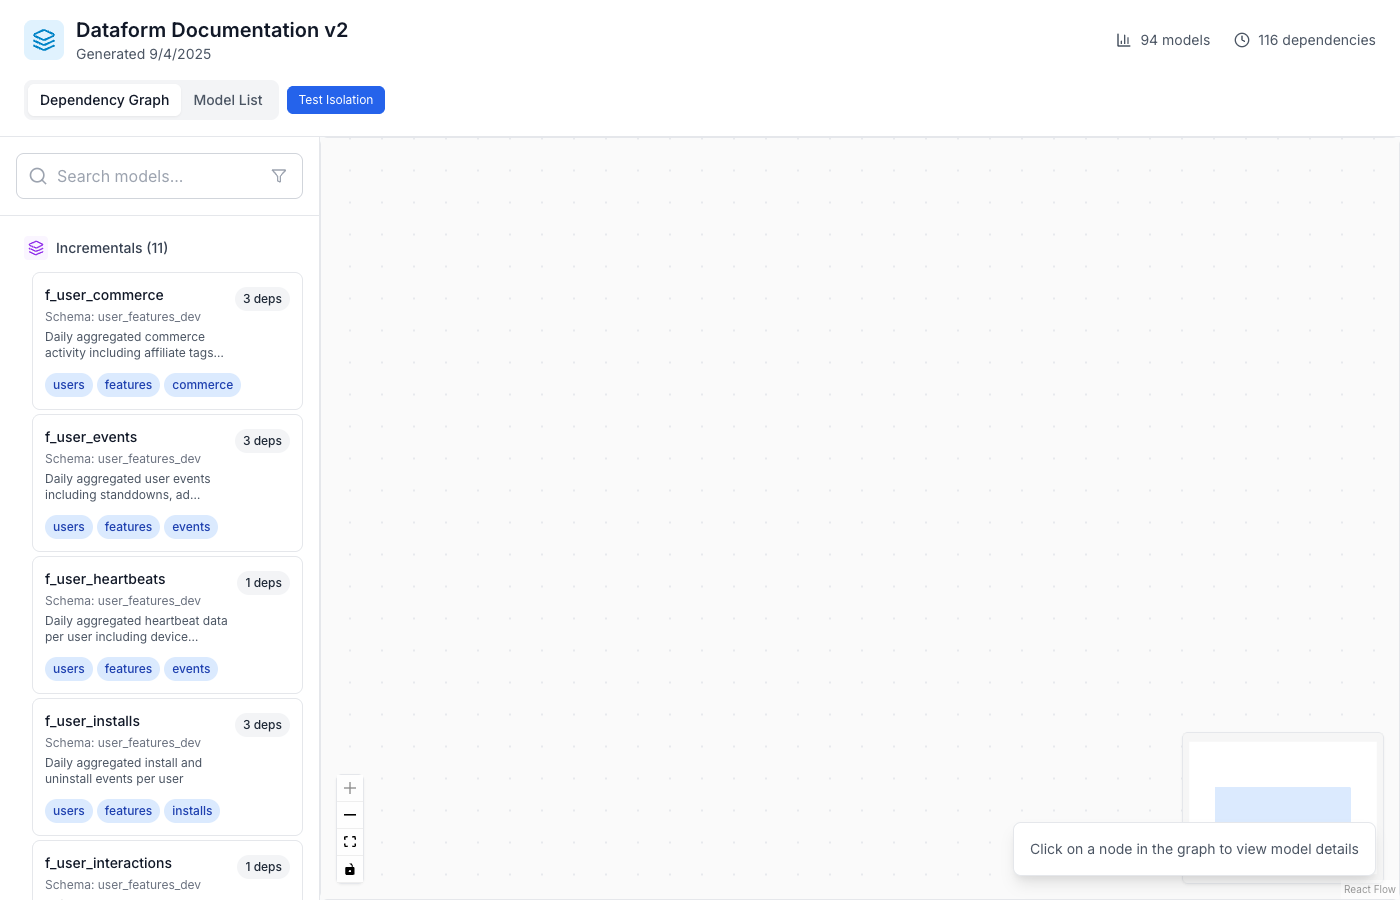 Dataform Documentation v2
Generated 9/4/2025
94 models
116 dependencies
Dependency Graph
Model List
Test Isolation
Search models...
Incrementals (11)
f_user_commerce
3 deps
Schema: user_features_dev
Daily aggregated commerce
activity including affiliate tags...
users
features
commerce
f_user_events
3 deps
Schema: user_features_dev
Daily aggregated user events
including standdowns, ad...
users
features
events
f_user_heartbeats
1 deps
Schema: user_features_dev
Daily aggregated heartbeat data
per user including device...
users
features
events
f_user_installs
3 deps
Schema: user_features_dev
Daily aggregated install and
uninstall events per user
users
features
installs
f_user_interactions
1 deps
Schema: user_features_dev
Click on a node in the graph to view model details
React Flow